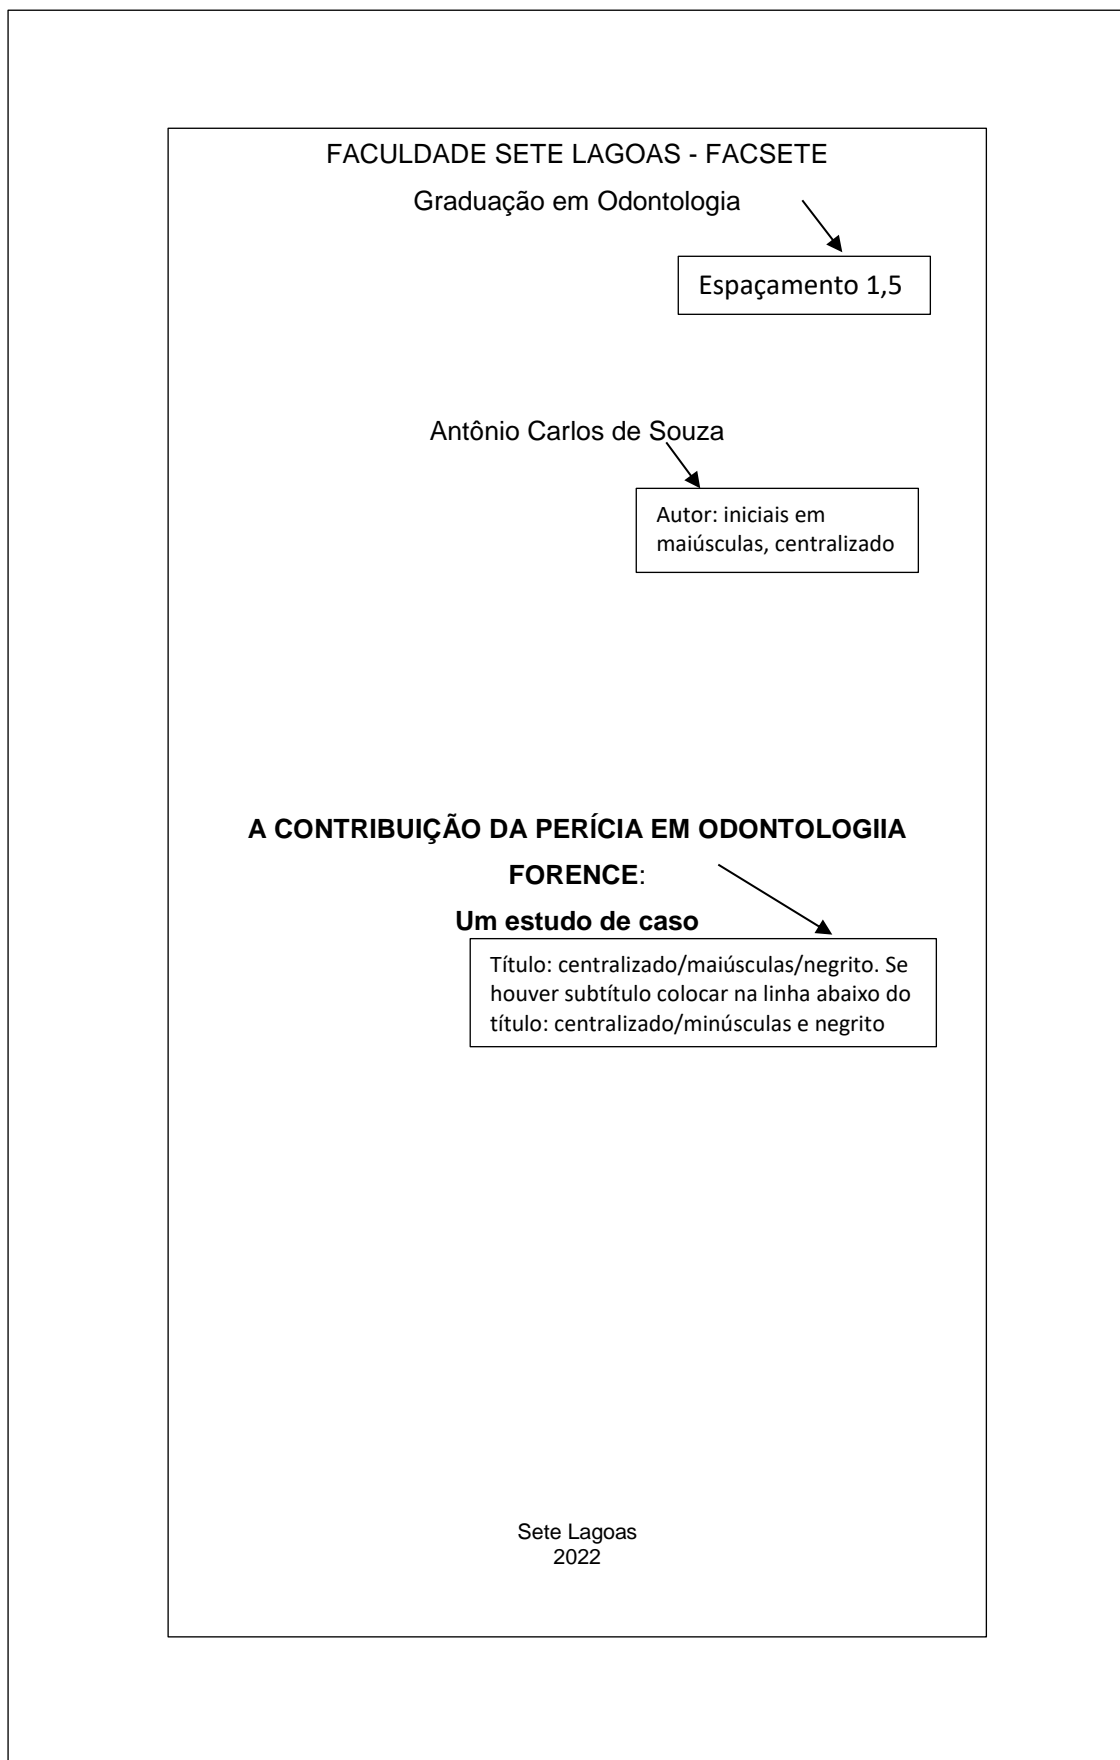 FACULDADE SETE LAGOAS - FACSETE
Graduação em Odontologia
Espaçamento 1,5
Antônio Carlos de Souza
Autor: iniciais em
maiúsculas, centralizado
A CONTRIBUIÇÃO DA PERÍCIA EM ODONTOLOGIIA
FORENCE:
Um estudo de caso
Título: centralizado/maiúsculas/negrito. Se
houver subtítulo colocar na linha abaixo do
título: centralizado/minúsculas e negrito
Sete Lagoas
2022